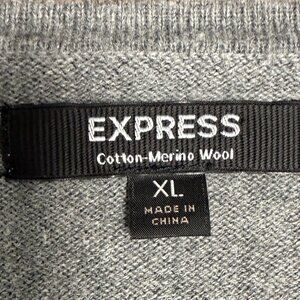 EXPRESS
Cotton-Merino Wool
XL
MADE IN
CHINA